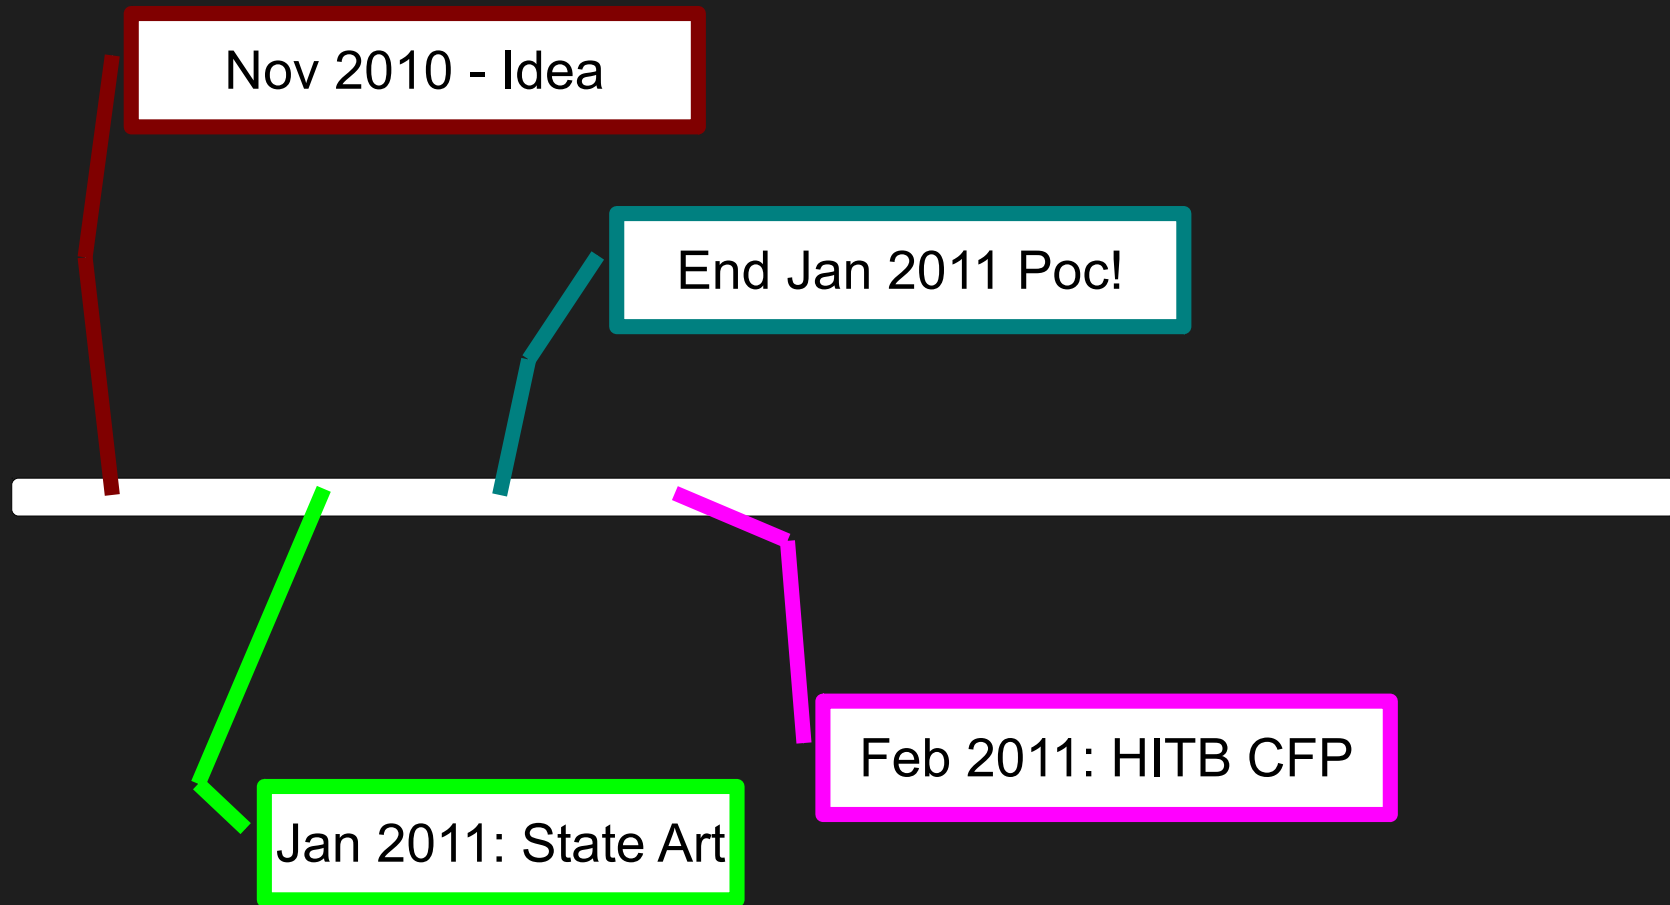 Nov 2010 - Idea
End Jan 2011 Poc!
Feb 2011: HITB CFP
Jan 2011: State Art